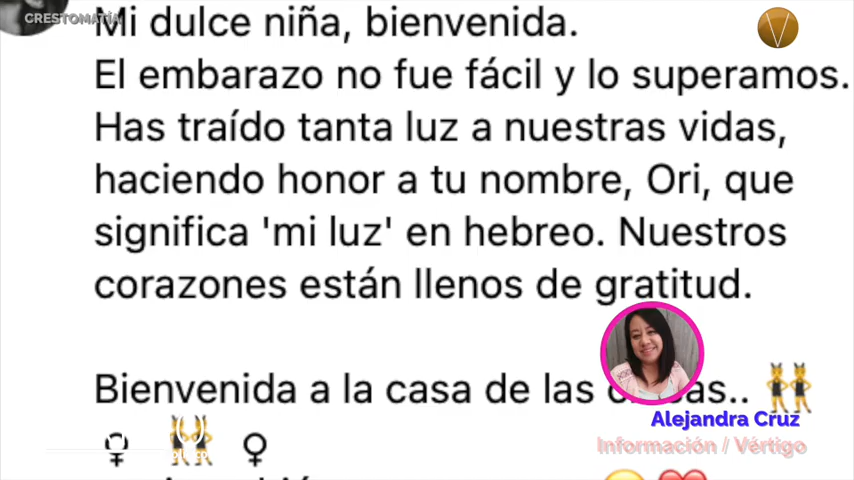 CRESTOMATÍA
Mi dulce niña, bienvenida.
El embarazo no fue fácil y lo superamos.
Has traído tanta luz a nuestras vidas,
haciendo honor a tu nombre, Ori, que
significa 'mi luz' en hebreo. Nuestros
corazones están llenos de gratitud.
Bienvenida a la casa de las
Alejandra Cruz
Información / Vértigo